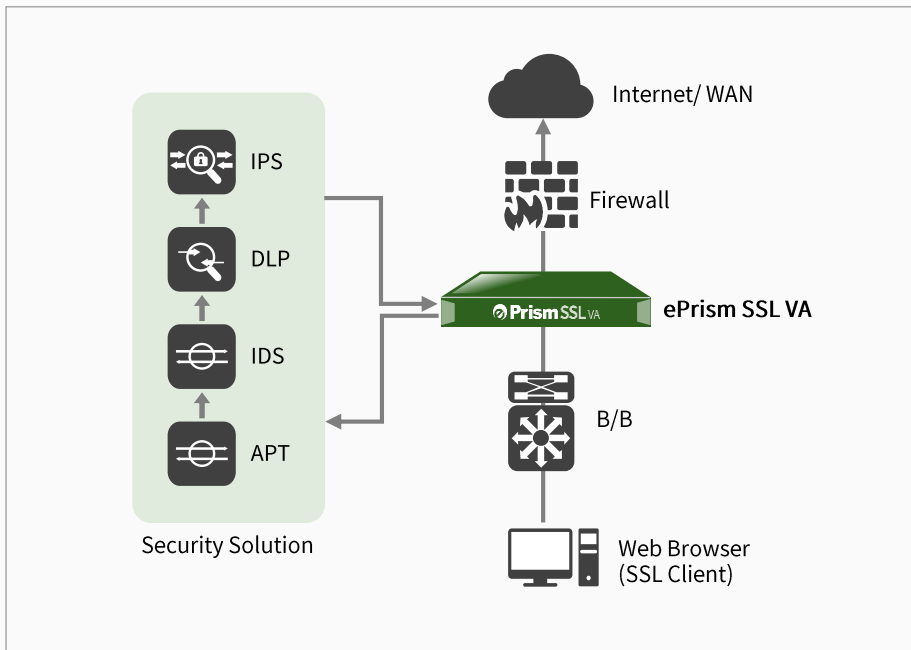 Internet/ WAN
IPS
Firewall
DLP
ePrism SSL VA
ePrism SSL VA
IDS
B/B
APT
Security Solution
Web Browser
(SSL Client)